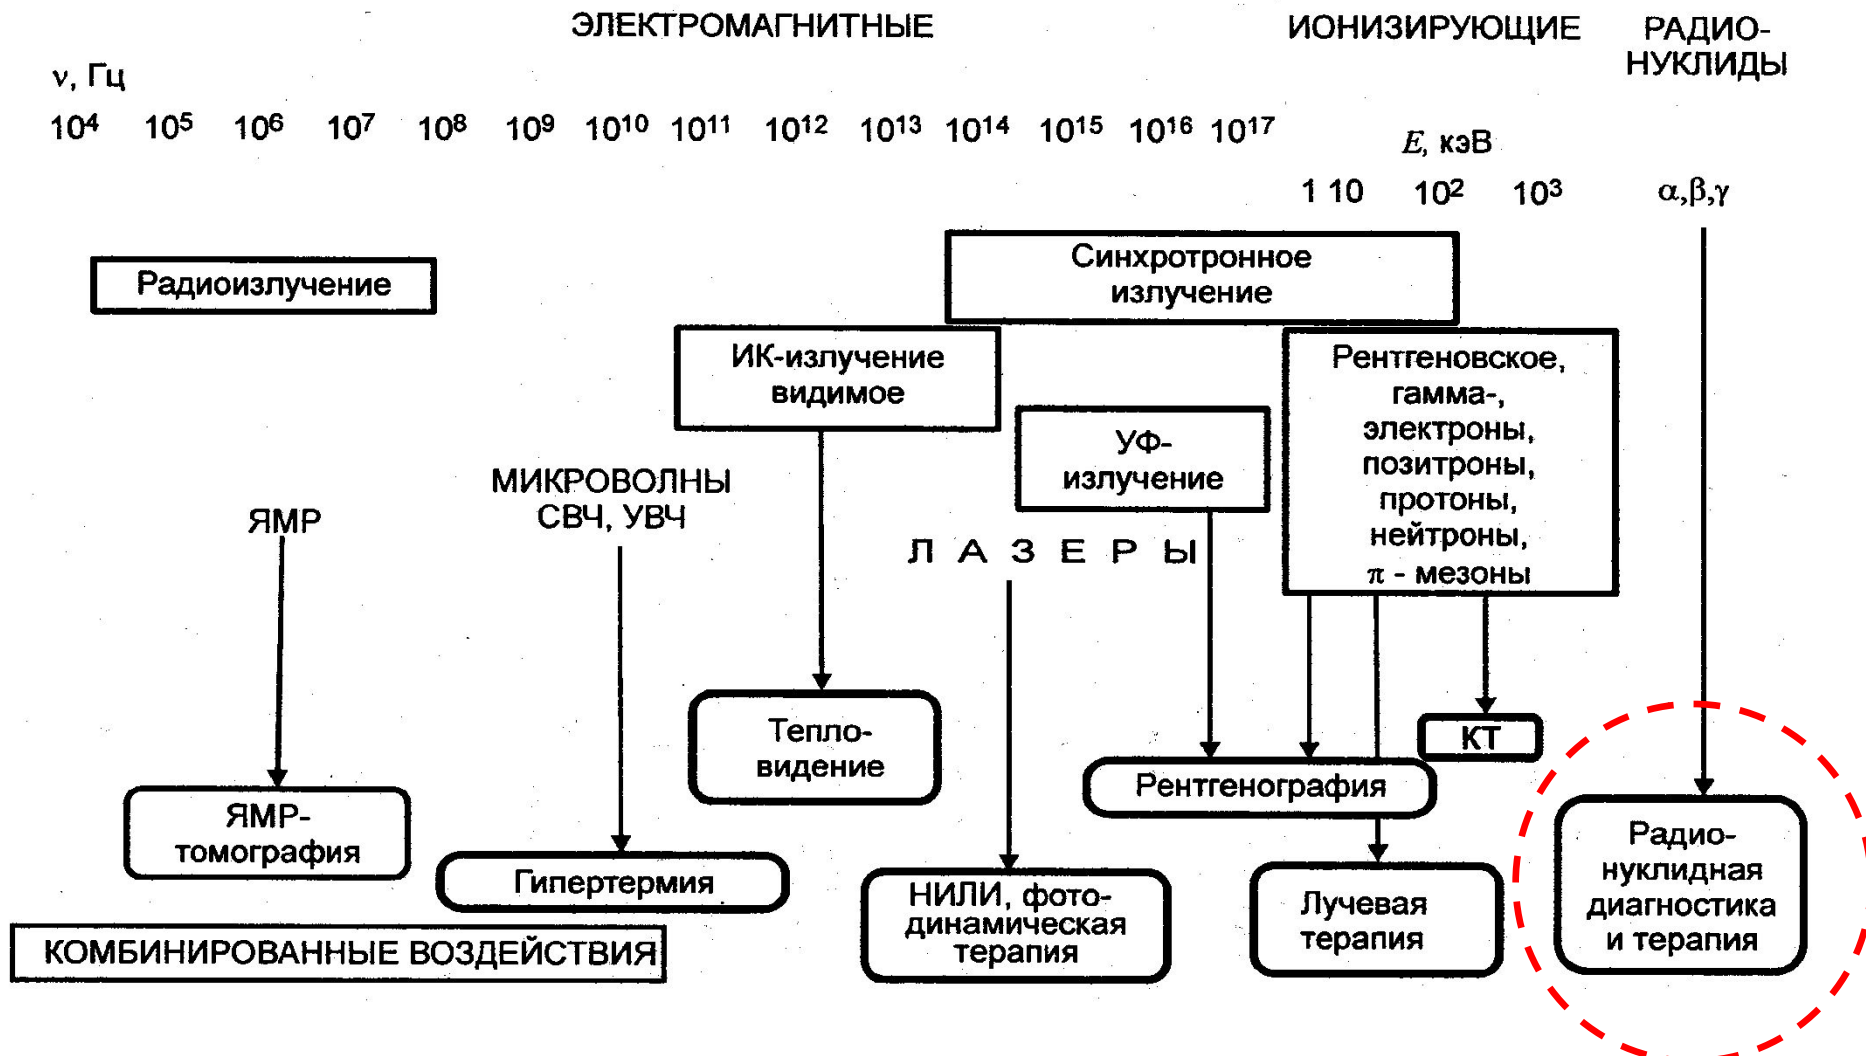 ЭЛЕКТРОМАГНИТНЫЕ
ИОНИЗИРУЮЩИЕ
РАДИО-
НУКЛИДЫ
ν, Гц
10⁴ 10⁵ 10⁶ 10⁷ 10⁸ 10⁹ 10¹⁰ 10¹¹ 10¹² 10¹³ 10¹⁴ 10¹⁵ 10¹⁶ 10¹⁷
E, кэВ
1 10 10² 10³
α,β,γ
Радиоизлучение
Синхротронное
излучение
ИК-излучение
видимое
Рентгеновское,
гамма-,
электроны,
позитроны,
протоны,
нейтроны,
π - мезоны
УФ-
излучение
МИКРОВОЛНЫ
СВЧ, УВЧ
ЯМР
ЛАЗЕРЫ
Тепло-
видение
КТ
Рентгенография
ЯМР-
томография
Гипертермия
НИЛИ, фото-
динамическая
терапия
Лучевая
терапия
Радио-
нуклидная
диагностика
и терапия
КОМБИНИРОВАННЫЕ ВОЗДЕЙСТВИЯ